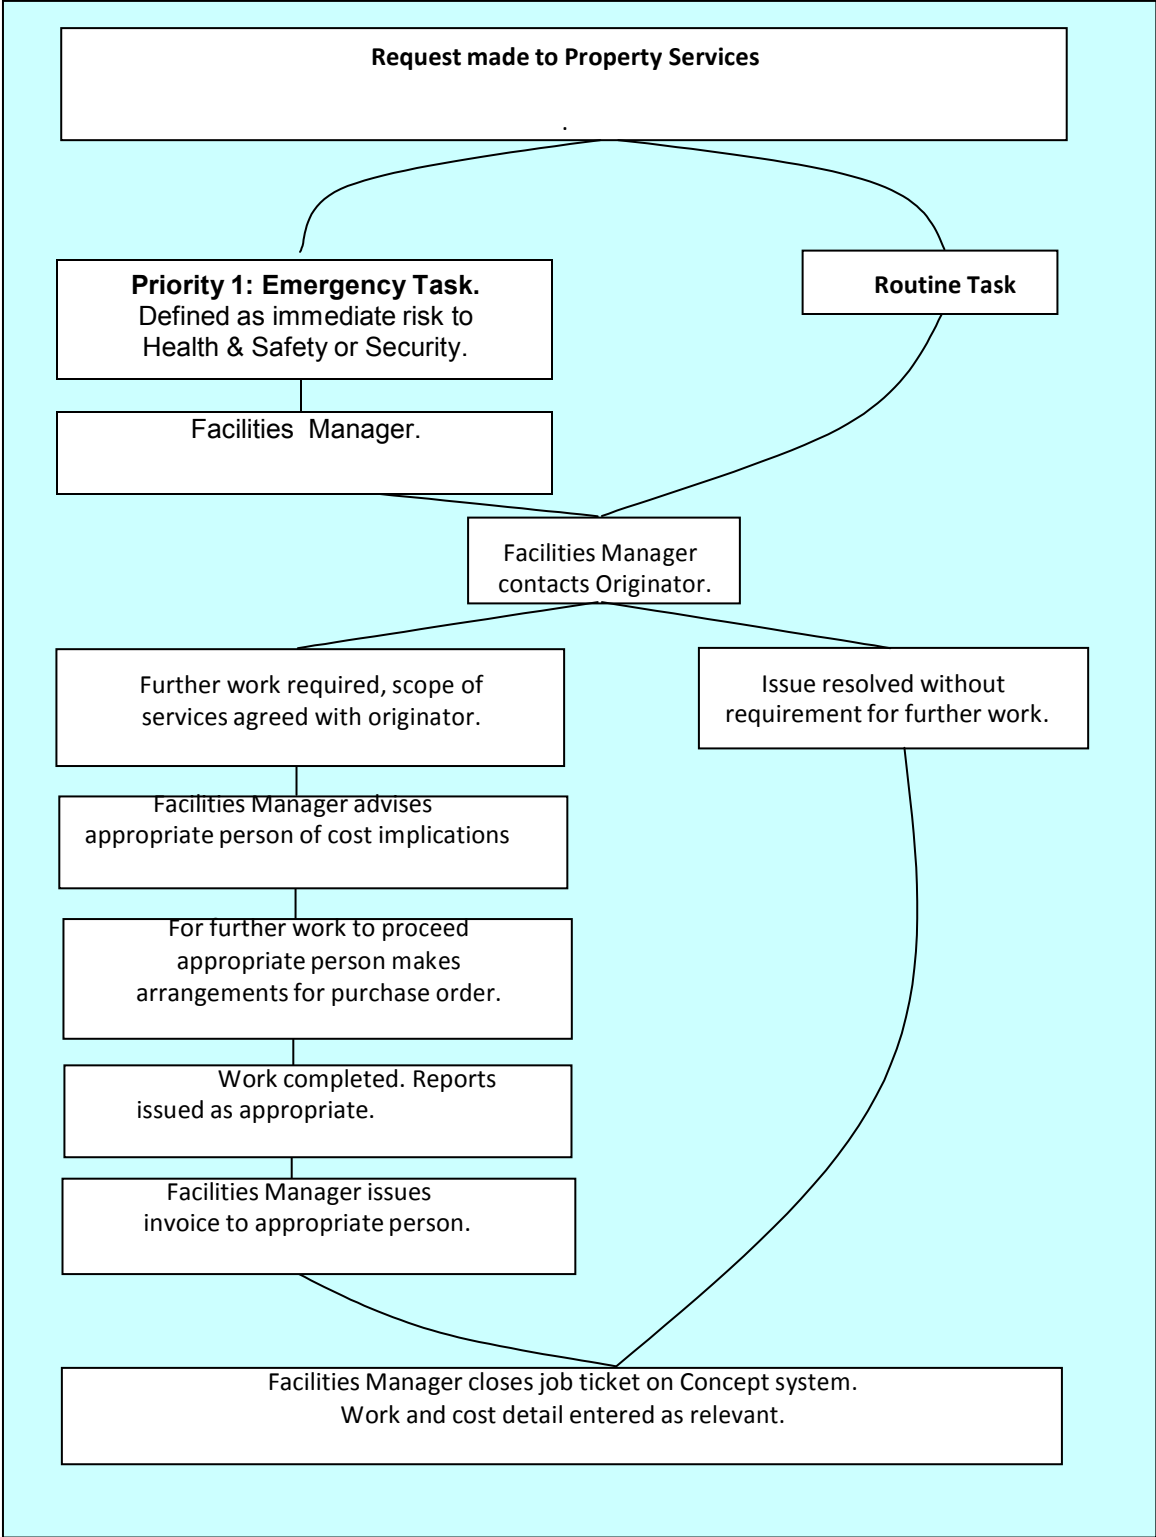 Request made to Property Services
.
Priority 1: Emergency Task.
Defined as immediate risk to
Health & Safety or Security.
Routine Task
Facilities Manager.
Facilities Manager
contacts Originator.
Further work required, scope of
services agreed with originator.
Issue resolved without
requirement for further work.
Facilities Manager advises
appropriate person of cost implications
For further work to proceed
appropriate person makes
arrangements for purchase order.
Work completed. Reports
issued as appropriate.
Facilities Manager issues
invoice to appropriate person.
Facilities Manager closes job ticket on Concept system.
Work and cost detail entered as relevant.